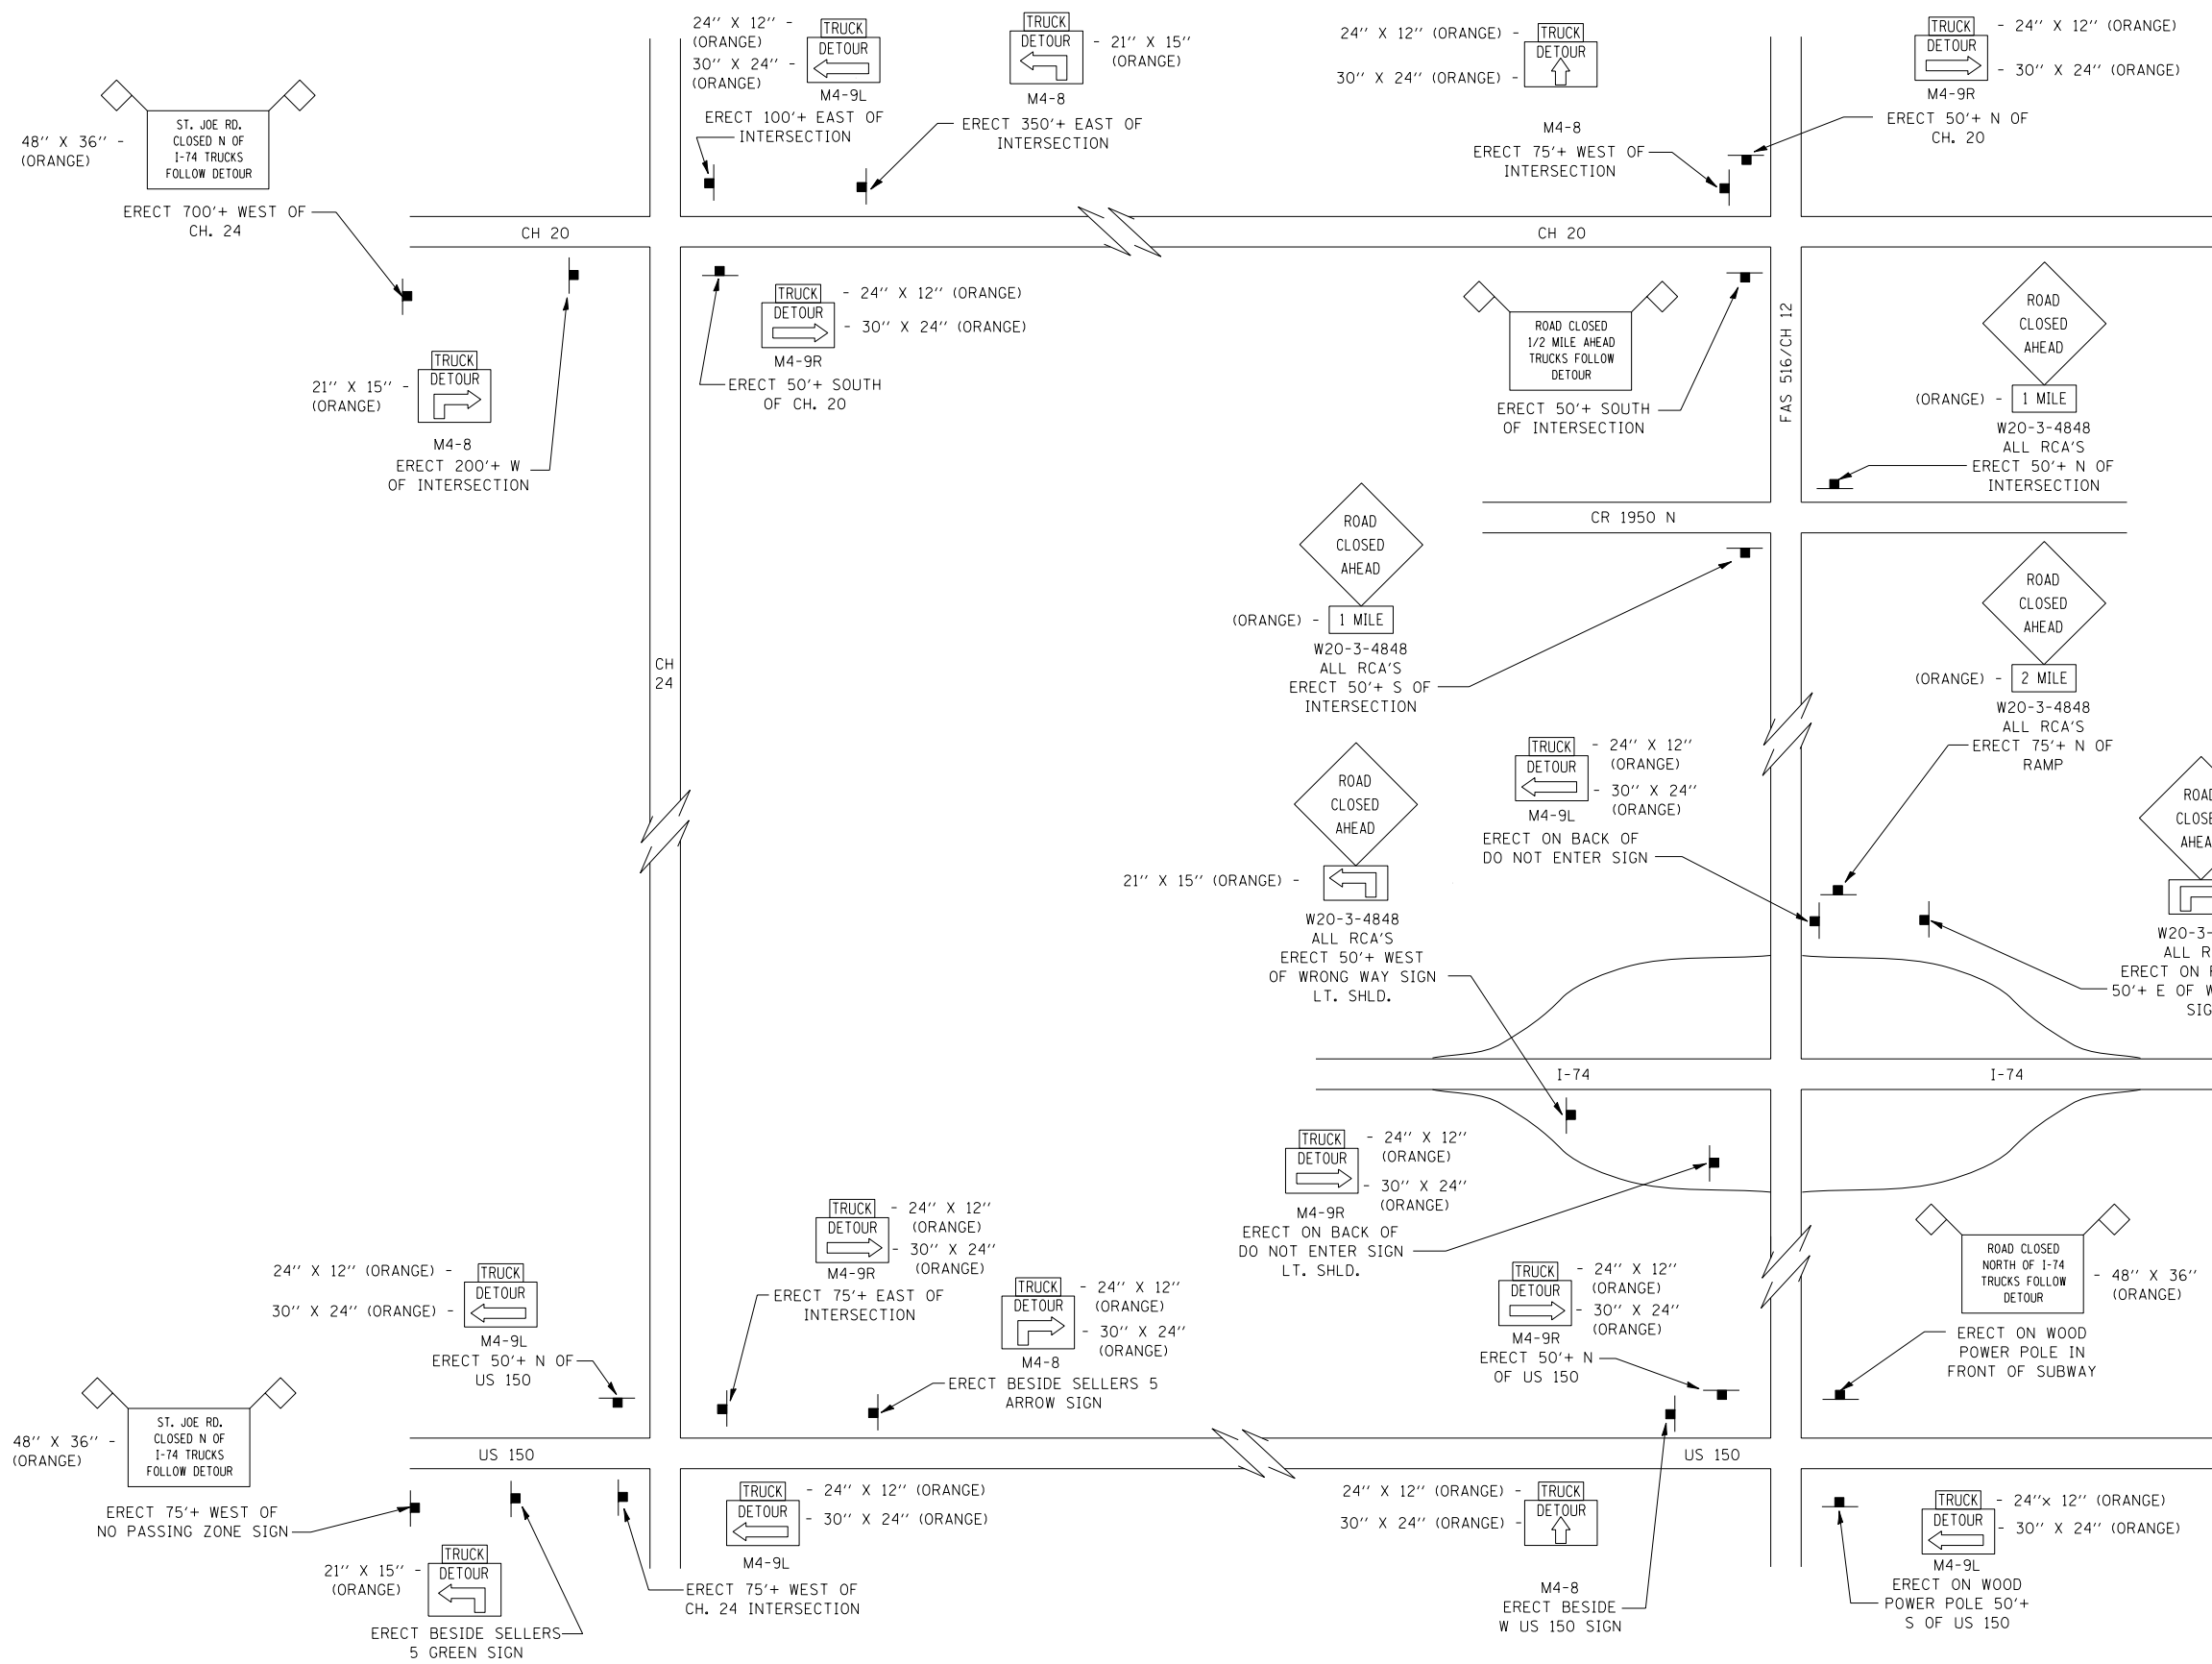 24'' X 12'' -
(ORANGE)
30'' X 24'' -
(ORANGE)
TRUCK
DETOUR
M4-9L
ERECT 100'+ EAST OF
INTERSECTION
TRUCK
DETOUR
- 21'' X 15''
(ORANGE)
M4-8
ERECT 350'+ EAST OF
INTERSECTION
24'' X 12'' (ORANGE) -
30'' X 24'' (ORANGE) -
TRUCK
DETOUR
M4-8
ERECT 75'+ WEST OF
INTERSECTION
TRUCK
DETOUR
- 24'' X 12'' (ORANGE)
- 30'' X 24'' (ORANGE)
M4-9R
ERECT 50'+ N OF
CH. 20
48'' X 36'' -
(ORANGE)
ST. JOE RD.
CLOSED N OF
I-74 TRUCKS
FOLLOW DETOUR
ERECT 700'+ WEST OF
CH. 24
CH 20
CH 20
TRUCK
DETOUR
- 24'' X 12'' (ORANGE)
- 30'' X 24'' (ORANGE)
M4-9R
ERECT 50'+ SOUTH
OF CH. 20
21'' X 15'' -
(ORANGE)
TRUCK
DETOUR
M4-8
ERECT 200'+ W
OF INTERSECTION
ROAD CLOSED
1/2 MILE AHEAD
TRUCKS FOLLOW
DETOUR
ERECT 50'+ SOUTH
OF INTERSECTION
FAS 516/CH 12
ROAD
CLOSED
AHEAD
(ORANGE) -
1 MILE
W20-3-4848
ALL RCA'S
ERECT 50'+ N OF
INTERSECTION
CR 1950 N
ROAD
CLOSED
AHEAD
(ORANGE) -
1 MILE
W20-3-4848
ALL RCA'S
ERECT 50'+ S OF
INTERSECTION
ROAD
CLOSED
AHEAD
(ORANGE) -
2 MILE
W20-3-4848
ALL RCA'S
ERECT 75'+ N OF
RAMP
CH
24
TRUCK
DETOUR
- 24'' X 12''
(ORANGE)
- 30'' X 24''
(ORANGE)
M4-9L
ERECT ON BACK OF
DO NOT ENTER SIGN
ROAD
CLOSED
AHEAD
21'' X 15'' (ORANGE) -
W20-3-4848
ALL RCA'S
ERECT 50'+ WEST
OF WRONG WAY SIGN
LT. SHLD.
W20-3-
ALL
ERECT ON
50'+ E OF
I-74
I-74
TRUCK
DETOUR
- 24'' X 12''
(ORANGE)
- 30'' X 24''
(ORANGE)
M4-9R
ERECT ON BACK OF
DO NOT ENTER SIGN
LT. SHLD.
TRUCK
DETOUR
- 24'' X 12''
(ORANGE)
- 30'' X 24''
(ORANGE)
M4-9R
ERECT 75'+ EAST OF
INTERSECTION
24'' X 12'' (ORANGE) -
30'' X 24'' (ORANGE) -
TRUCK
DETOUR
M4-9L
ERECT 50'+ N OF
US 150
TRUCK
DETOUR
- 24'' X 12''
(ORANGE)
- 30'' X 24''
(ORANGE)
M4-8
ERECT BESIDE SELLERS 5
ARROW SIGN
TRUCK
DETOUR
- 24'' X 12''
(ORANGE)
- 30'' X 24''
(ORANGE)
M4-9R
ERECT 50'+ N
OF US 150
ROAD CLOSED
NORTH OF I-74
TRUCKS FOLLOW
DETOUR
- 48'' X 36''
(ORANGE)
ERECT ON WOOD
POWER POLE IN
FRONT OF SUBWAY
48'' X 36'' -
(ORANGE)
ST. JOE RD.
CLOSED N OF
I-74 TRUCKS
FOLLOW DETOUR
ERECT 75'+ WEST OF
NO PASSING ZONE SIGN
US 150
US 150
21'' X 15'' -
(ORANGE)
TRUCK
DETOUR
ERECT BESIDE SELLERS
5 GREEN SIGN
TRUCK
DETOUR
- 24'' X 12'' (ORANGE)
- 30'' X 24'' (ORANGE)
M4-9L
ERECT 75'+ WEST OF
CH. 24 INTERSECTION
24'' X 12'' (ORANGE) -
30'' X 24'' (ORANGE) -
TRUCK
DETOUR
M4-8
ERECT BESIDE
W US 150 SIGN
TRUCK
DETOUR
- 24''x 12'' (ORANGE)
- 30'' X 24'' (ORANGE)
M4-9L
ERECT ON WOOD
POWER POLE 50'+
S OF US 150